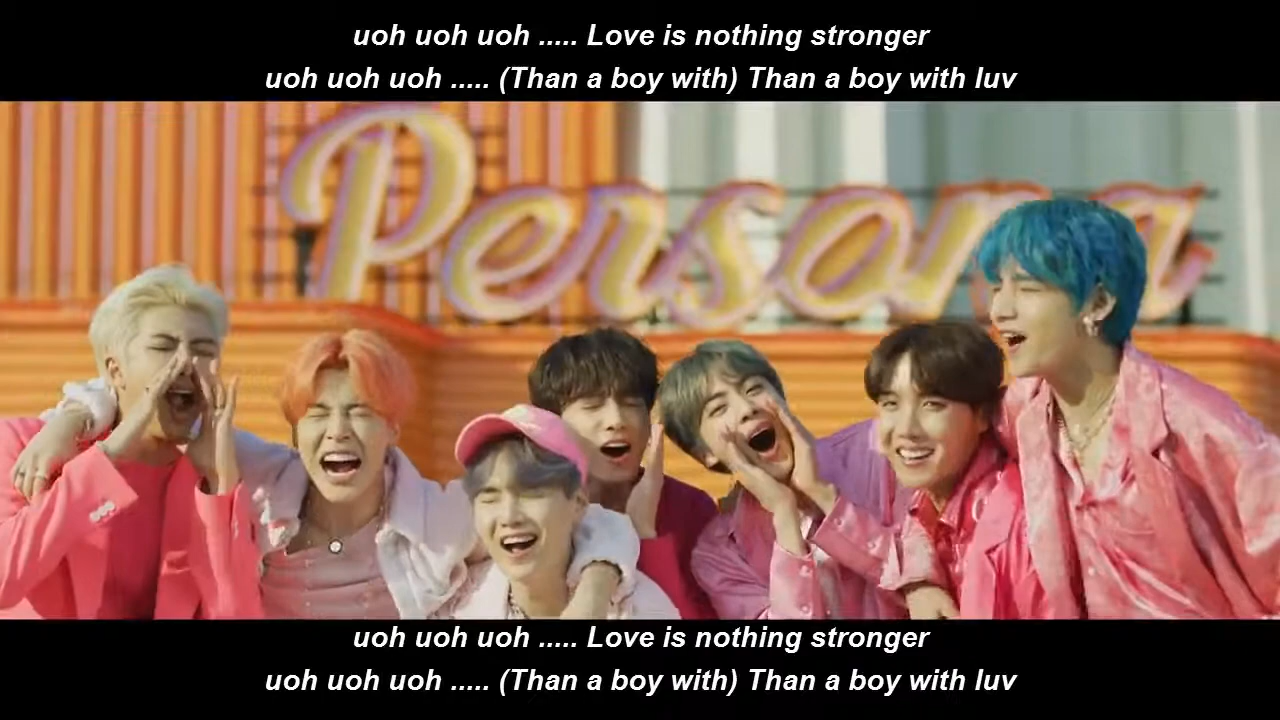 uoh uoh uoh ..... Love is nothing stronger
uoh uoh uoh ..... (Than a boy with) Than a boy with luv
Persona
uoh uoh uoh ..... Love is nothing stronger
uoh uoh uoh ..... (Than a boy with) Than a boy with luv